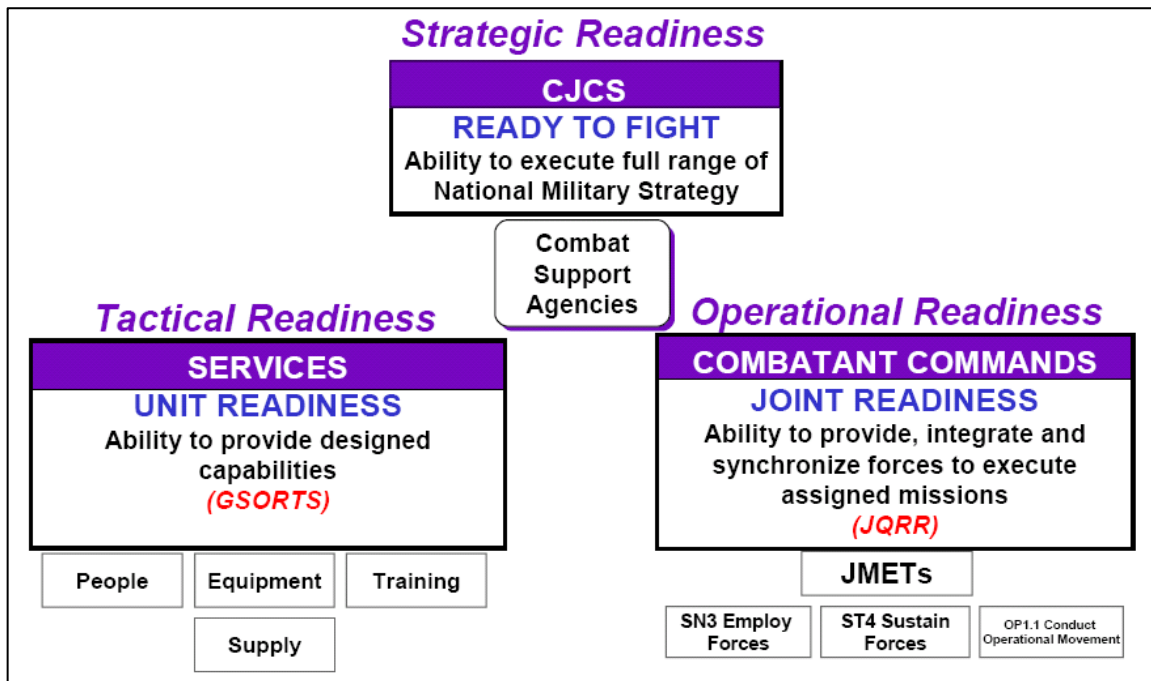 Strategic Readiness
CJCS
READY TO FIGHT
Ability to execute full range of
National Military Strategy
Combat
Support
Agencies
Tactical Readiness
SERVICES
UNIT READINESS
Ability to provide designed
capabilities
(GSORTS)
People
Equipment
Training
Supply
Operational Readiness
COMBATANT COMMANDS
JOINT READINESS
Ability to provide, integrate and
synchronize forces to execute
assigned missions
(JQRR)
JMETs
SN3 Employ
Forces
ST4 Sustain
Forces
OP1.1 Conduct
Operational Movement